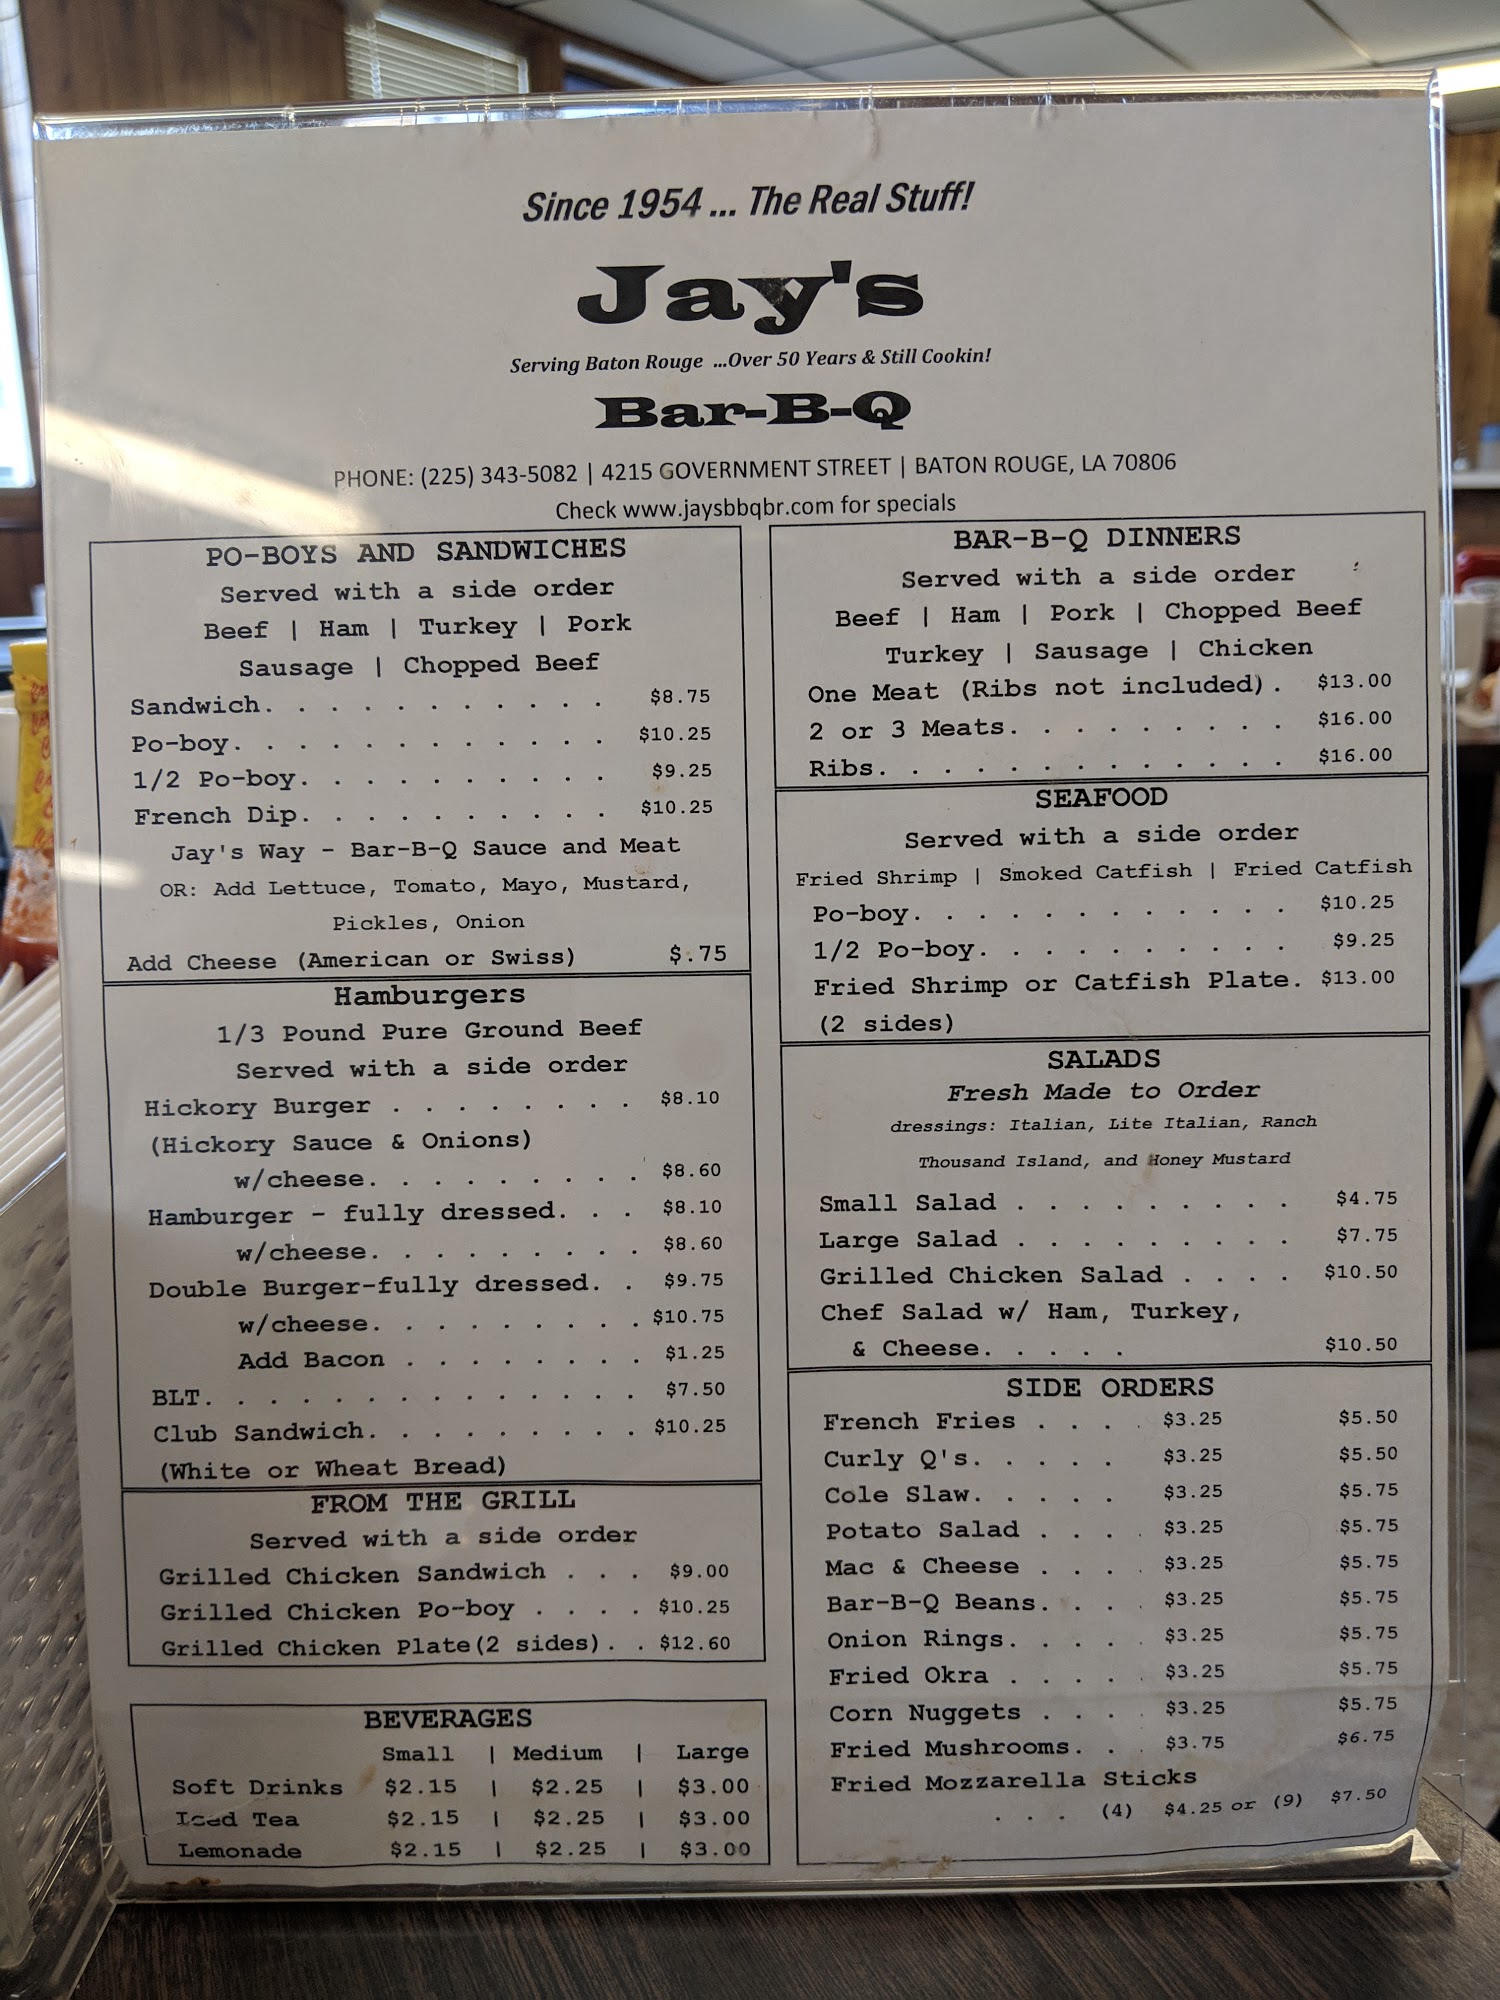 Since 1954 ... The Real Stuff!
Jay's
Serving Baton Rouge ...Over 50 Years & Still Cookin!
Bar-B-Q
PHONE: (225) 343-5082 | 4215 GOVERNMENT STREET | BATON ROUGE, LA 70806
Check www.jaysbbqbr.com for specials
PO-BOYS AND SANDWICHES
Served with a side order
Beef | Ham | Turkey | Pork
Sausage | Chopped Beef
Sandwich. . . . . . . . . . . $8.75
Po-boy. . . . . . . . . . . . $10.25
1/2 Po-boy. . . . . . . . . . $9.25
French Dip. . . . . . . . . . $10.25
Jay's Way - Bar-B-Q Sauce and Meat
OR: Add Lettuce, Tomato, Mayo, Mustard,
Pickles, Onion
Add Cheese (American or Swiss) $.75
Hamburgers
1/3 Pound Pure Ground Beef
Served with a side order
Hickory Burger . . . . . . . . $8.10
(Hickory Sauce & Onions)
w/cheese. . . . . . . . . $8.60
Hamburger - fully dressed. . . $8.10
w/cheese. . . . . . . . . $8.60
Double Burger-fully dressed. . $9.75
w/cheese. . . . . . . . . $10.75
Add Bacon . . . . . . . . $1.25
BLT. . . . . . . . . . . . . . $7.50
Club Sandwich. . . . . . . . . $10.25
(White or Wheat Bread)
FROM THE GRILL
Served with a side order
Grilled Chicken Sandwich . . . $9.00
Grilled Chicken Po-boy . . . . $10.25
Grilled Chicken Plate(2 sides). . $12.60
BEVERAGES
Small | Medium | Large
Soft Drinks $2.15 | $2.25 | $3.00
Iced Tea $2.15 | $2.25 | $3.00
Lemonade $2.15 | $2.25 | $3.00
BAR-B-Q DINNERS
Served with a side order
Beef | Ham | Pork | Chopped Beef
Turkey | Sausage | Chicken
One Meat (Ribs not included). $13.00
2 or 3 Meats. . . . . . . . . $16.00
Ribs. . . . . . . . . . . . . $16.00
SEAFOOD
Served with a side order
Fried Shrimp | Smoked Catfish | Fried Catfish
Po-boy. . . . . . . . . . . . $10.25
1/2 Po-boy. . . . . . . . . . $9.25
Fried Shrimp or Catfish Plate. $13.00
(2 sides)
SALADS
Fresh Made to Order
dressings: Italian, Lite Italian, Ranch
Thousand Island, and Honey Mustard
Small Salad . . . . . . . . . $4.75
Large Salad . . . . . . . . . $7.75
Grilled Chicken Salad . . . . $10.50
Chef Salad w/ Ham, Turkey,
& Cheese. . . . . $10.50
SIDE ORDERS
French Fries . . . . $3.25 $5.50
Curly Q's. . . . . $3.25 $5.50
Cole Slaw. . . . . $3.25 $5.75
Potato Salad . . . . $3.25 $5.75
Mac & Cheese . . . . $3.25 $5.75
Bar-B-Q Beans. . . . $3.25 $5.75
Onion Rings. . . . . $3.25 $5.75
Fried Okra . . . . . $3.25 $5.75
Corn Nuggets . . . . $3.25 $5.75
Fried Mushrooms. . . $3.75 $6.75
Fried Mozzarella Sticks
. . . (4) $4.25 or (9) $7.50